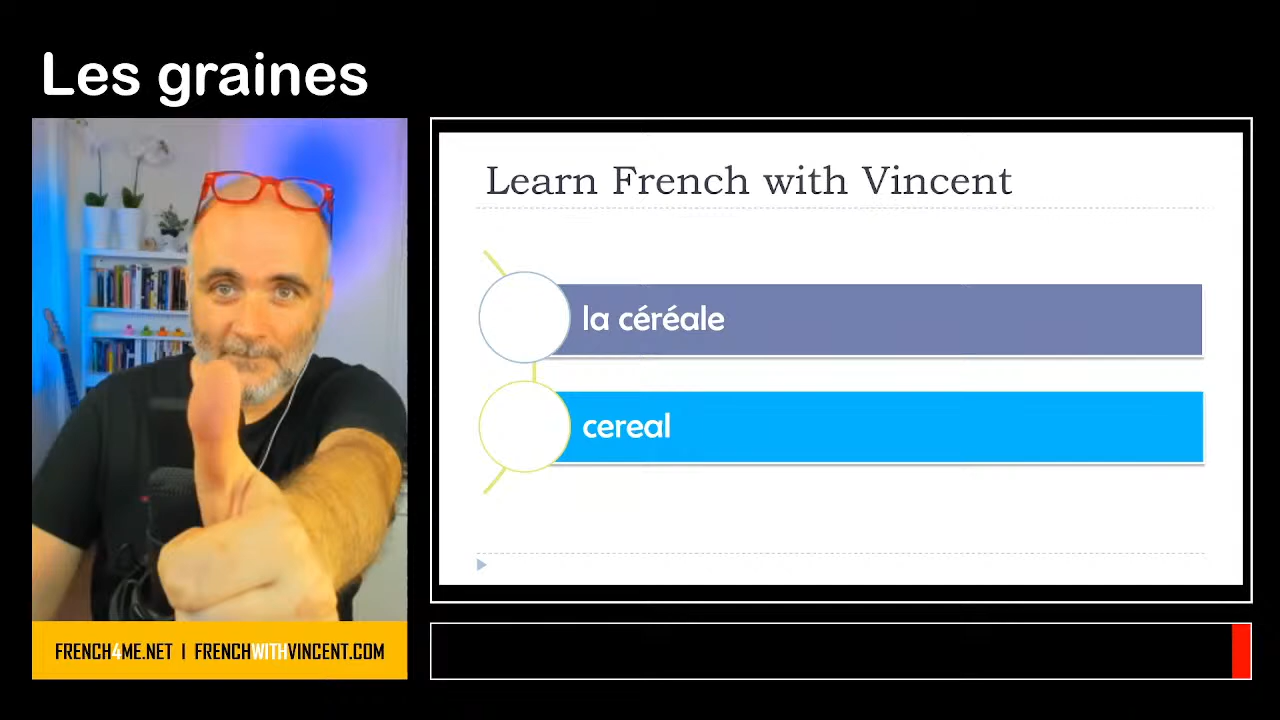 Les graines
Learn French with Vincent
la céréale
cereal
FRENCH4ME.NET | FRENCHWITHVINCENT.COM